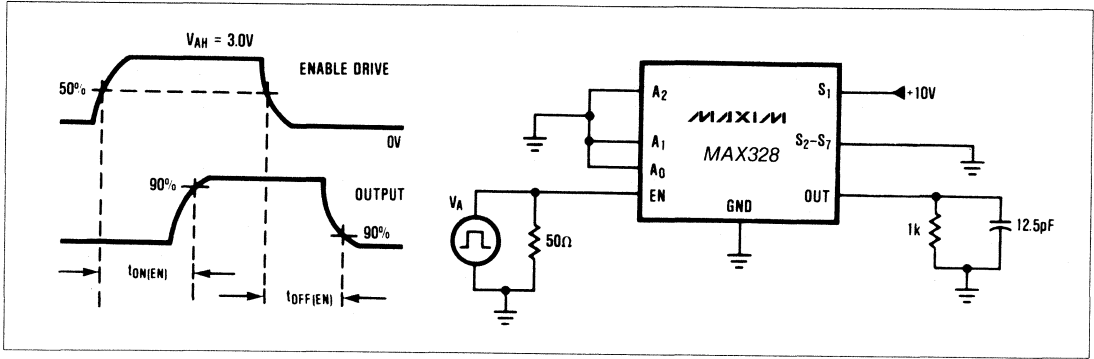 V_AH = 3.0V
ENABLE DRIVE
50%
0V
90%
OUTPUT
90%
t_ON(EN)
t_OFF(EN)
A2
A1
A0
EN
MAXIM
MAX328
GND
S1
S2–S7
OUT
+10V
V_A
50Ω
1k
12.5pF